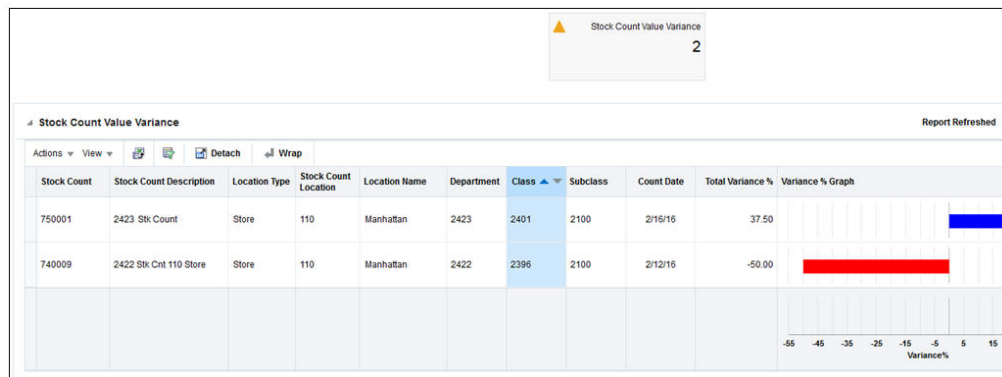 Stock Count Value Variance
2
Stock Count Value Variance Report Refreshed
Actions View Detach Wrap
Stock Count Stock Count Description Location Type Stock Count Location Location Name Department Class Subclass Count Date Total Variance % Variance % Graph
750001 2423 Stk Count Store 110 Manhattan 2423 2401 2100 2/16/16 37.50
740009 2422 Stk Cnt 110 Store Store 110 Manhattan 2422 2396 2100 2/12/16 -50.00
-55 -45 -35 -25 -15 -5 5 15
Variance%